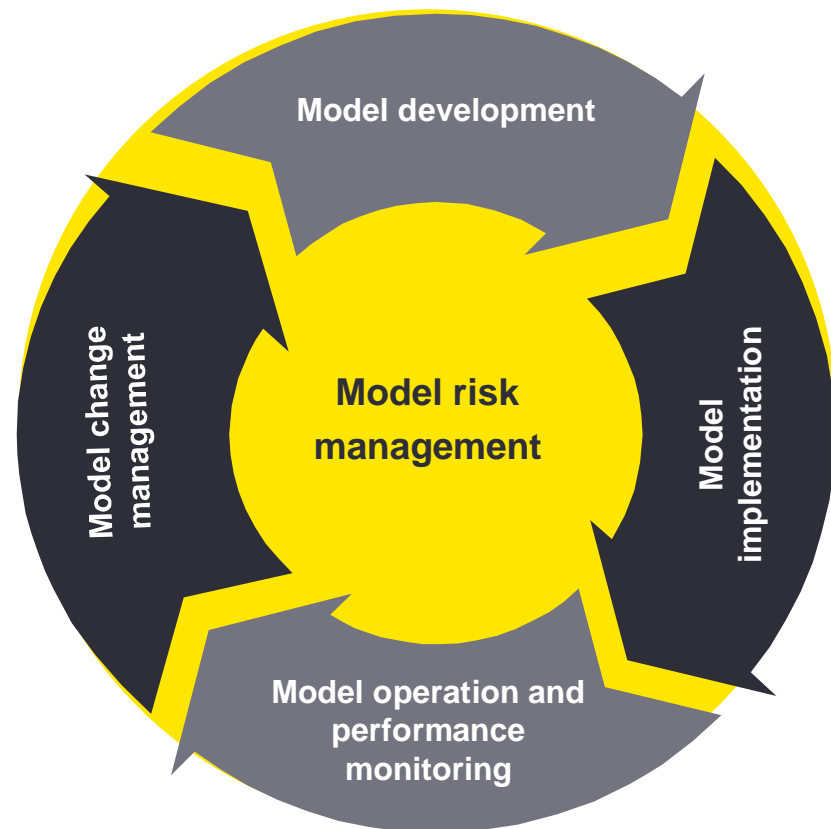 Model development
Model change
management
Model risk
management
Model
implementation
Model operation and
performance
monitoring